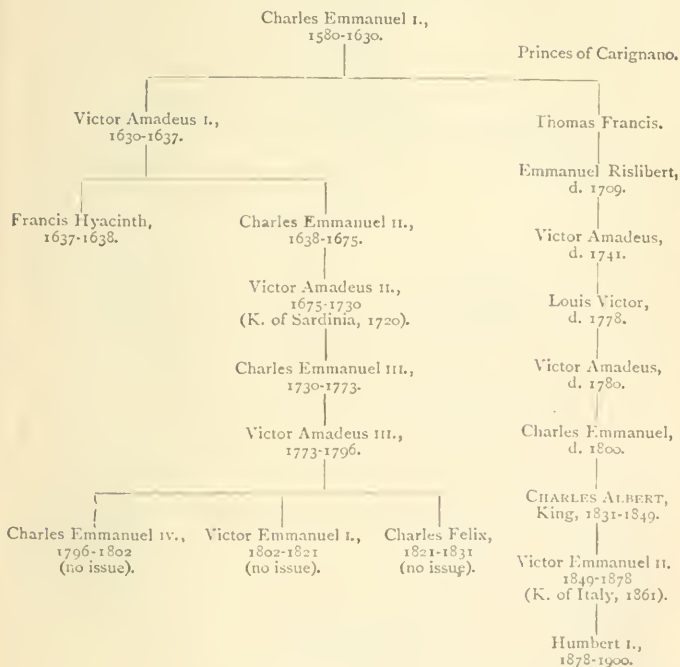 Charles Emmanuel I.,
1580-1630.
Princes of Carignano.
Victor Amadeus I.,
1630-1637.
Thomas Francis.
Emmanuel Rislibert,
d. 1709.
Francis Hyacinth,
1637-1638.
Charles Emmanuel II.,
1638-1675.
Victor Amadeus,
d. 1741.
Victor Amadeus II.,
1675-1730
(K. of Sardinia, 1720).
Louis Victor,
d. 1778.
Charles Emmanuel III.,
1730-1773.
Victor Amadeus,
d. 1780.
Victor Amadeus III.,
1773-1796.
Charles Emmanuel,
d. 1800.
Charles Emmanuel IV.,
1796-1802
(no issue).
Victor Emmanuel I.,
1802-1821
(no issue).
Charles Felix,
1821-1831
(no issue).
CHARLES ALBERT,
King, 1831-1849.
Victor Emmanuel II.
1849-1878
(K. of Italy, 1861).
Humbert I.,
1878-1900.